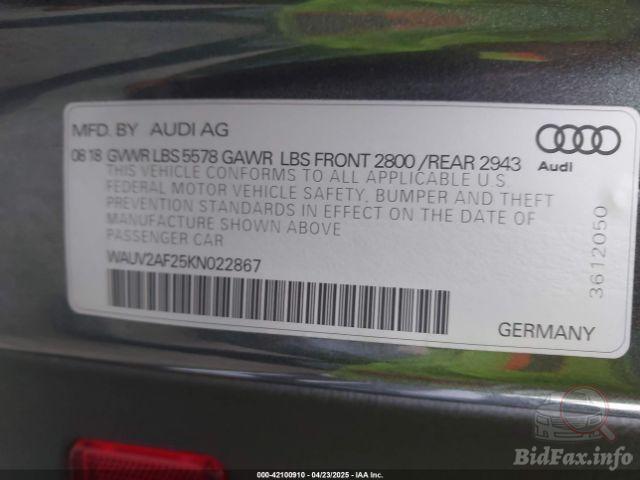 MFD. BY AUDI AG
08 18 GVWR LBS 5578 GAWR LBS FRONT 2800 / REAR 2943
THIS VEHICLE CONFORMS TO ALL APPLICABLE U.S.
FEDERAL MOTOR VEHICLE SAFETY, BUMPER AND THEFT
PREVENTION STANDARDS IN EFFECT ON THE DATE OF
MANUFACTURE SHOWN ABOVE
PASSENGER CAR
WAUV2AF25KN022867
Audi
3612050
GERMANY
BidFax.info
000-42100910 - 04/23/2025 - IAA Inc.